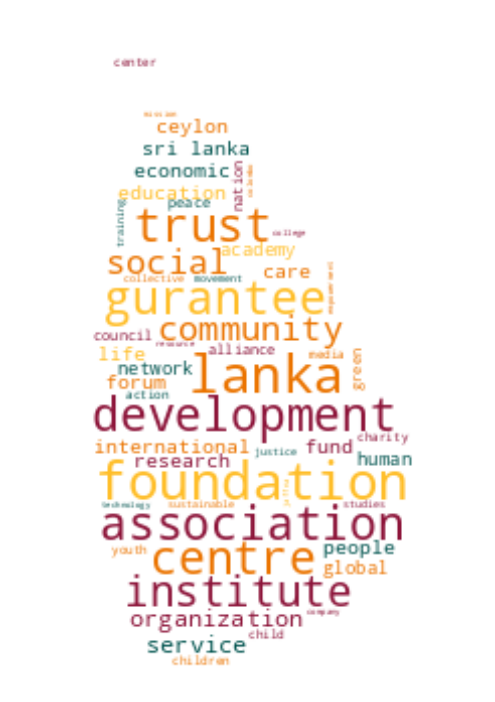 center
mission
ceylon
sri lanka
economic
nation
education
peace
training
trust
college
academy
social
care
collective
movement
empowerment
gurantee
community
council
resource
alliance
life
media
network
lanka
green
forum
action
development
charity
international
justice
fund
research
human
foundation
technology
sustainable
studies
association
youth
centre
people
global
institute
organization
company
child
service
children